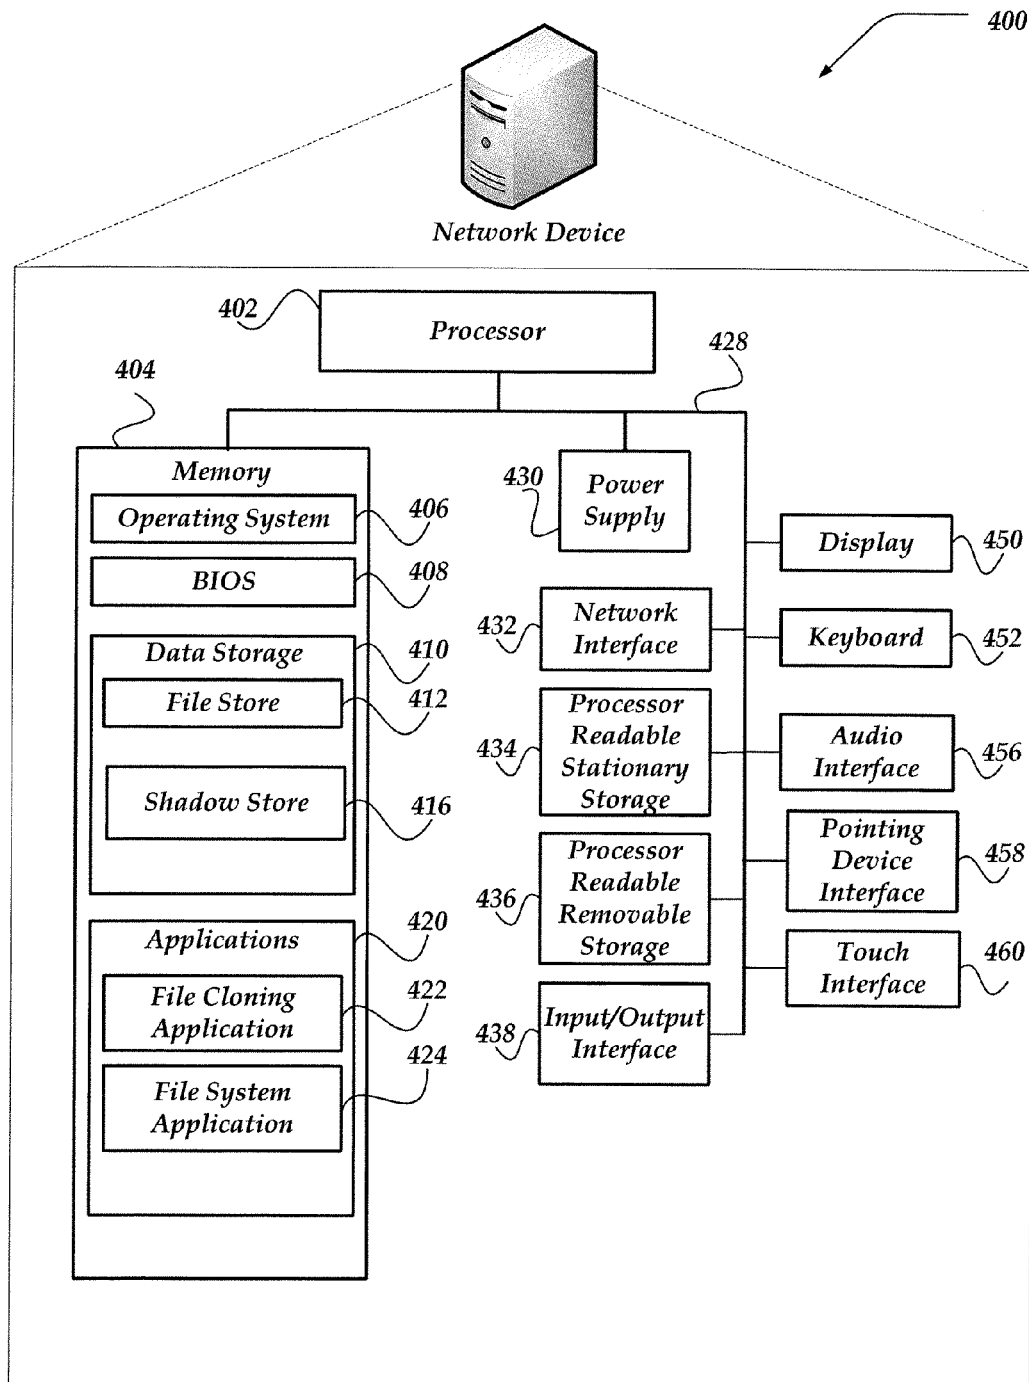 400
Network Device
402
Processor
428
404
Memory
Operating System
406
BIOS
408
Data Storage
410
File Store
412
Shadow Store
416
Applications
420
File Cloning
Application
422
File System
Application
424
430
Power
Supply
432
Network
Interface
434
Processor
Readable
Stationary
Storage
436
Processor
Readable
Removable
Storage
438
Input/Output
Interface
Display
450
Keyboard
452
Audio
Interface
456
Pointing
Device
Interface
458
Touch
Interface
460